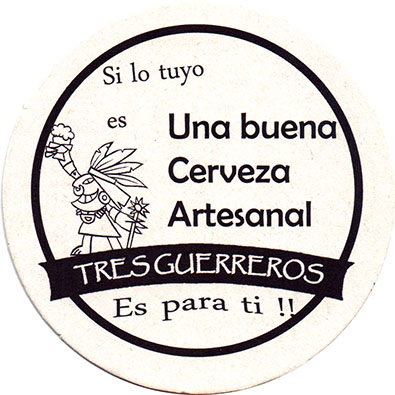 Si lo tuyo
es
Una buena
Cerveza
Artesanal
TRES GUERREROS
Es para ti !!